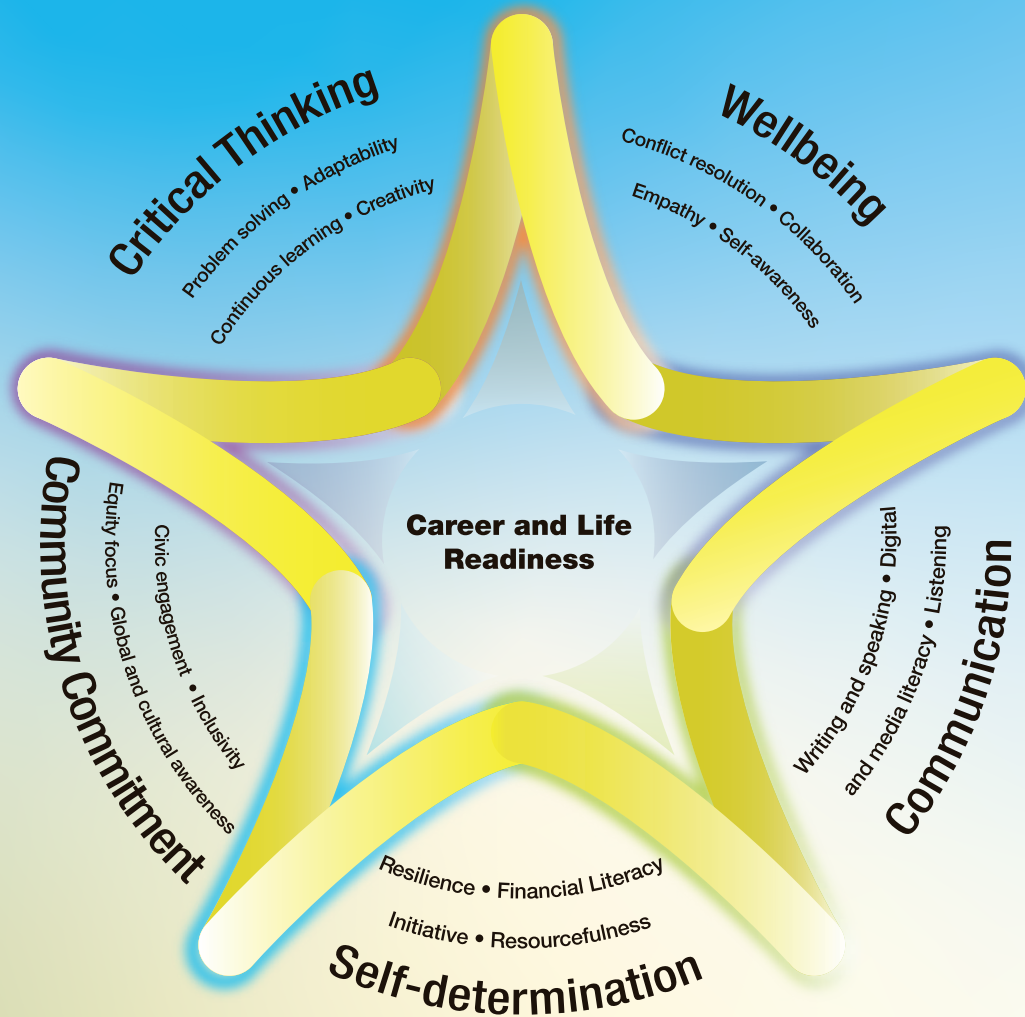 Critical Thinking
Problem solving • Adaptability
Continuous learning • Creativity
Wellbeing
Conflict resolution • Collaboration
Empathy • Self-awareness
Career and Life
Readiness
Community Commitment
Equity focus • Global and cultural awareness
Civic engagement • Inclusivity
Writing and speaking • Digital
and media literacy • Listening
Communication
Resilience • Financial Literacy
Initiative • Resourcefulness
Self-determination